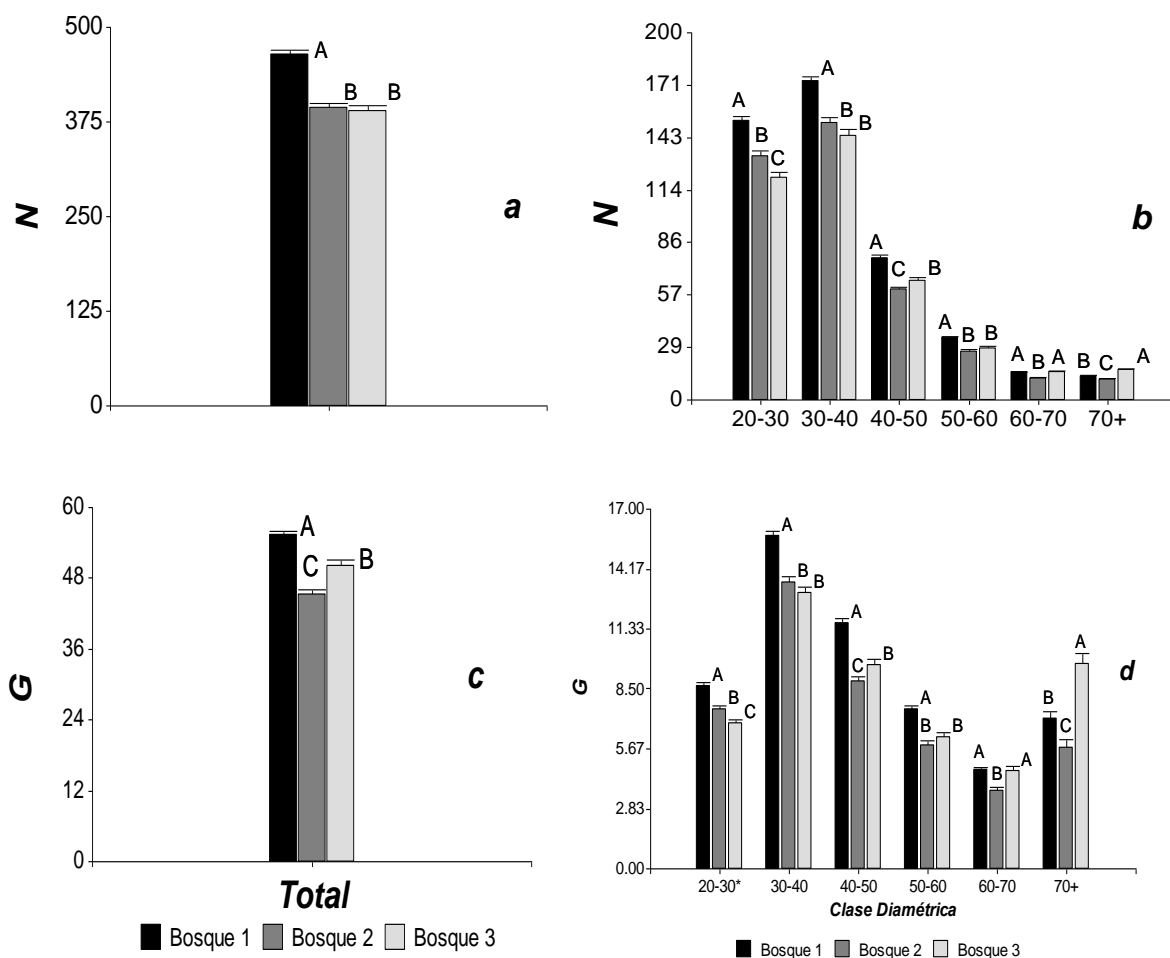 500
375
250
125
0
N
A
B B
a
200
171
143
114
86
57
29
0
N
A B C
A B B
A C B
A B B
A B A
B C A
b
20-30 30-40 40-50 50-60 60-70 70+
60
48
36
24
12
0
G
A
C B
c
Total
Bosque 1 Bosque 2 Bosque 3
17.00
14.17
11.33
8.50
5.67
2.83
0.00
G
A B C
A B B
A C B
A B B
A B A
B C A
d
20-30* 30-40 40-50 50-60 60-70 70+
Clase Diamétrica
Bosque 1 Bosque 2 Bosque 3